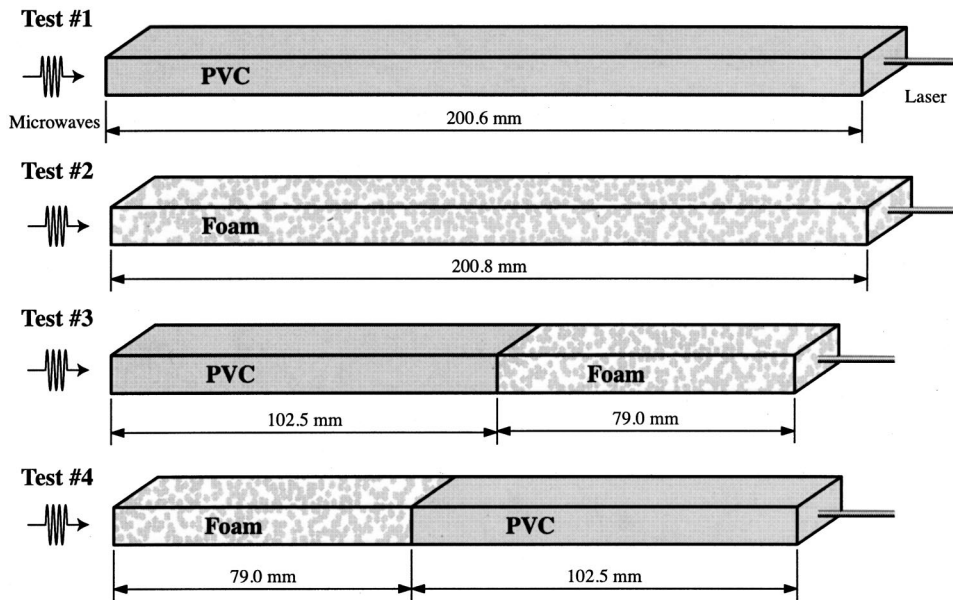 Test #1
PVC
Microwaves
Laser
200.6 mm
Test #2
Foam
200.8 mm
Test #3
PVC
Foam
102.5 mm
79.0 mm
Test #4
Foam
PVC
79.0 mm
102.5 mm